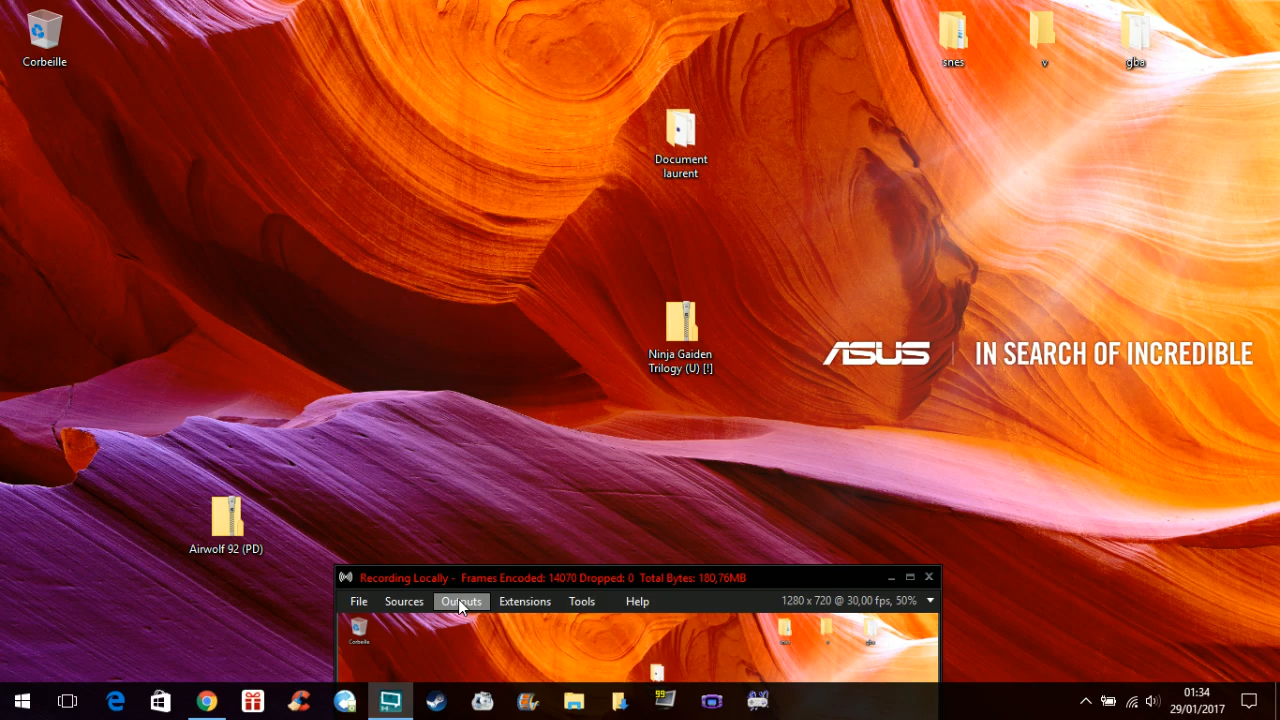 Corbeille
snes
v
gba
Document
laurent
Ninja Gaiden
Trilogy (U) [!]
ASUS
IN SEARCH OF INCREDIBLE
Airwolf 92 (PD)
Recording Locally - Frames Encoded: 14070 Dropped: 0 Total Bytes: 180,76MB
File Sources Outputs Extensions Tools Help 1280 x 720 @ 30,00 fps, 50%
Corbeille
99
01:34
29/01/2017